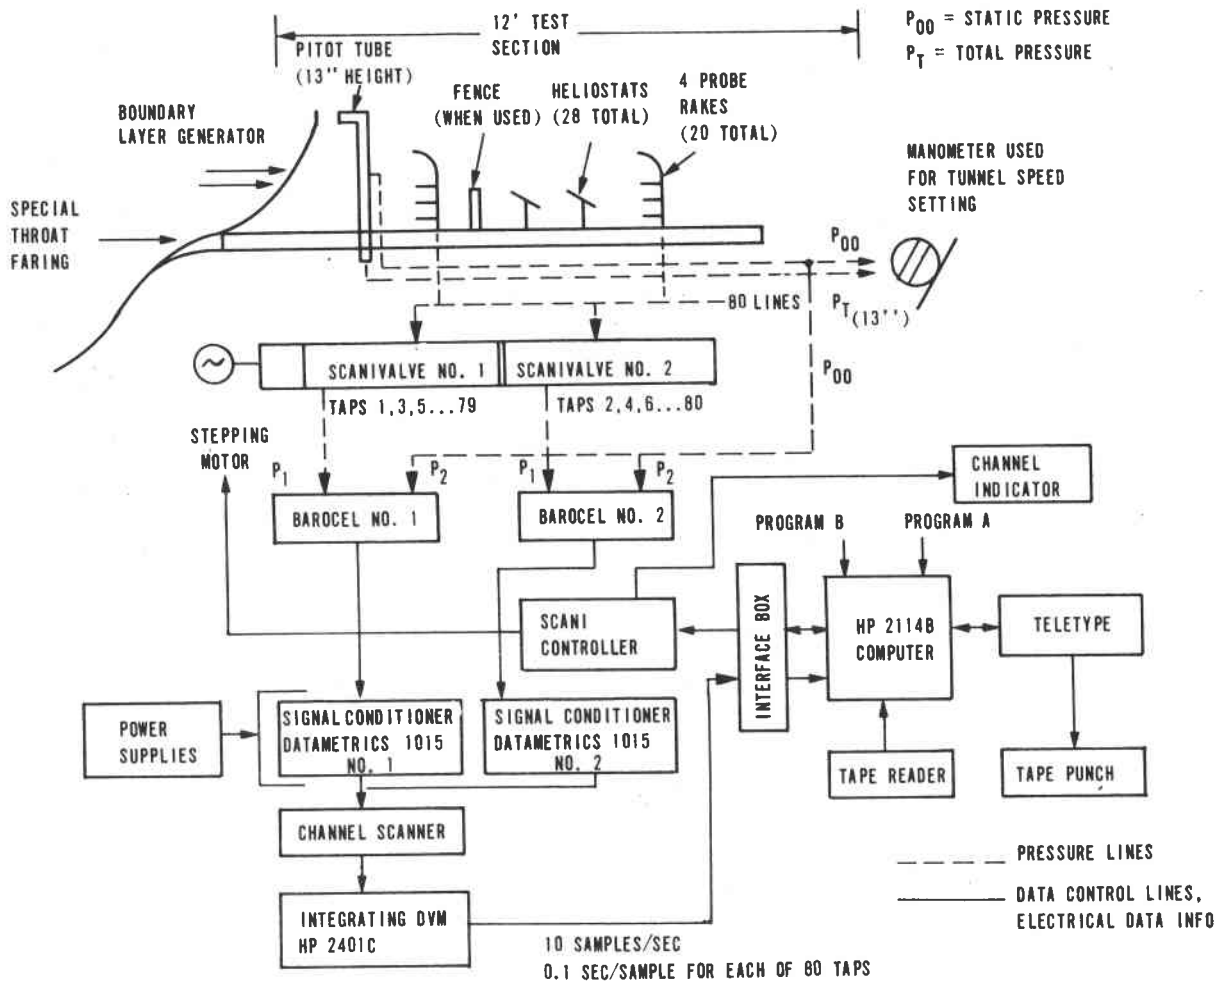 12' TEST
SECTION
P00 = STATIC PRESSURE
PT = TOTAL PRESSURE
PITOT TUBE
(13" HEIGHT)
BOUNDARY
LAYER GENERATOR
FENCE
(WHEN USED)
HELIOSTATS
(28 TOTAL)
4 PROBE
RAKES
(20 TOTAL)
MANOMETER USED
FOR TUNNEL SPEED
SETTING
SPECIAL
THROAT
FARING
P00
PT(13'')
80 LINES
P00
SCANIVALVE NO. 1
SCANIVALVE NO. 2
TAPS 1,3,5...79
TAPS 2,4,6...80
STEPPING
MOTOR
P1
P2
P1
P2
BAROCEL NO. 1
BAROCEL NO. 2
CHANNEL
INDICATOR
PROGRAM B
PROGRAM A
SCANI
CONTROLLER
INTERFACE BOX
HP 2114B
COMPUTER
TELETYPE
POWER
SUPPLIES
SIGNAL CONDITIONER
DATAMETRICS 1015
NO. 1
SIGNAL CONDITIONER
DATAMETRICS 1015
NO. 2
TAPE READER
TAPE PUNCH
CHANNEL SCANNER
INTEGRATING DVM
HP 2401C
PRESSURE LINES
DATA CONTROL LINES,
ELECTRICAL DATA INFO
10 SAMPLES/SEC
0.1 SEC/SAMPLE FOR EACH OF 80 TAPS